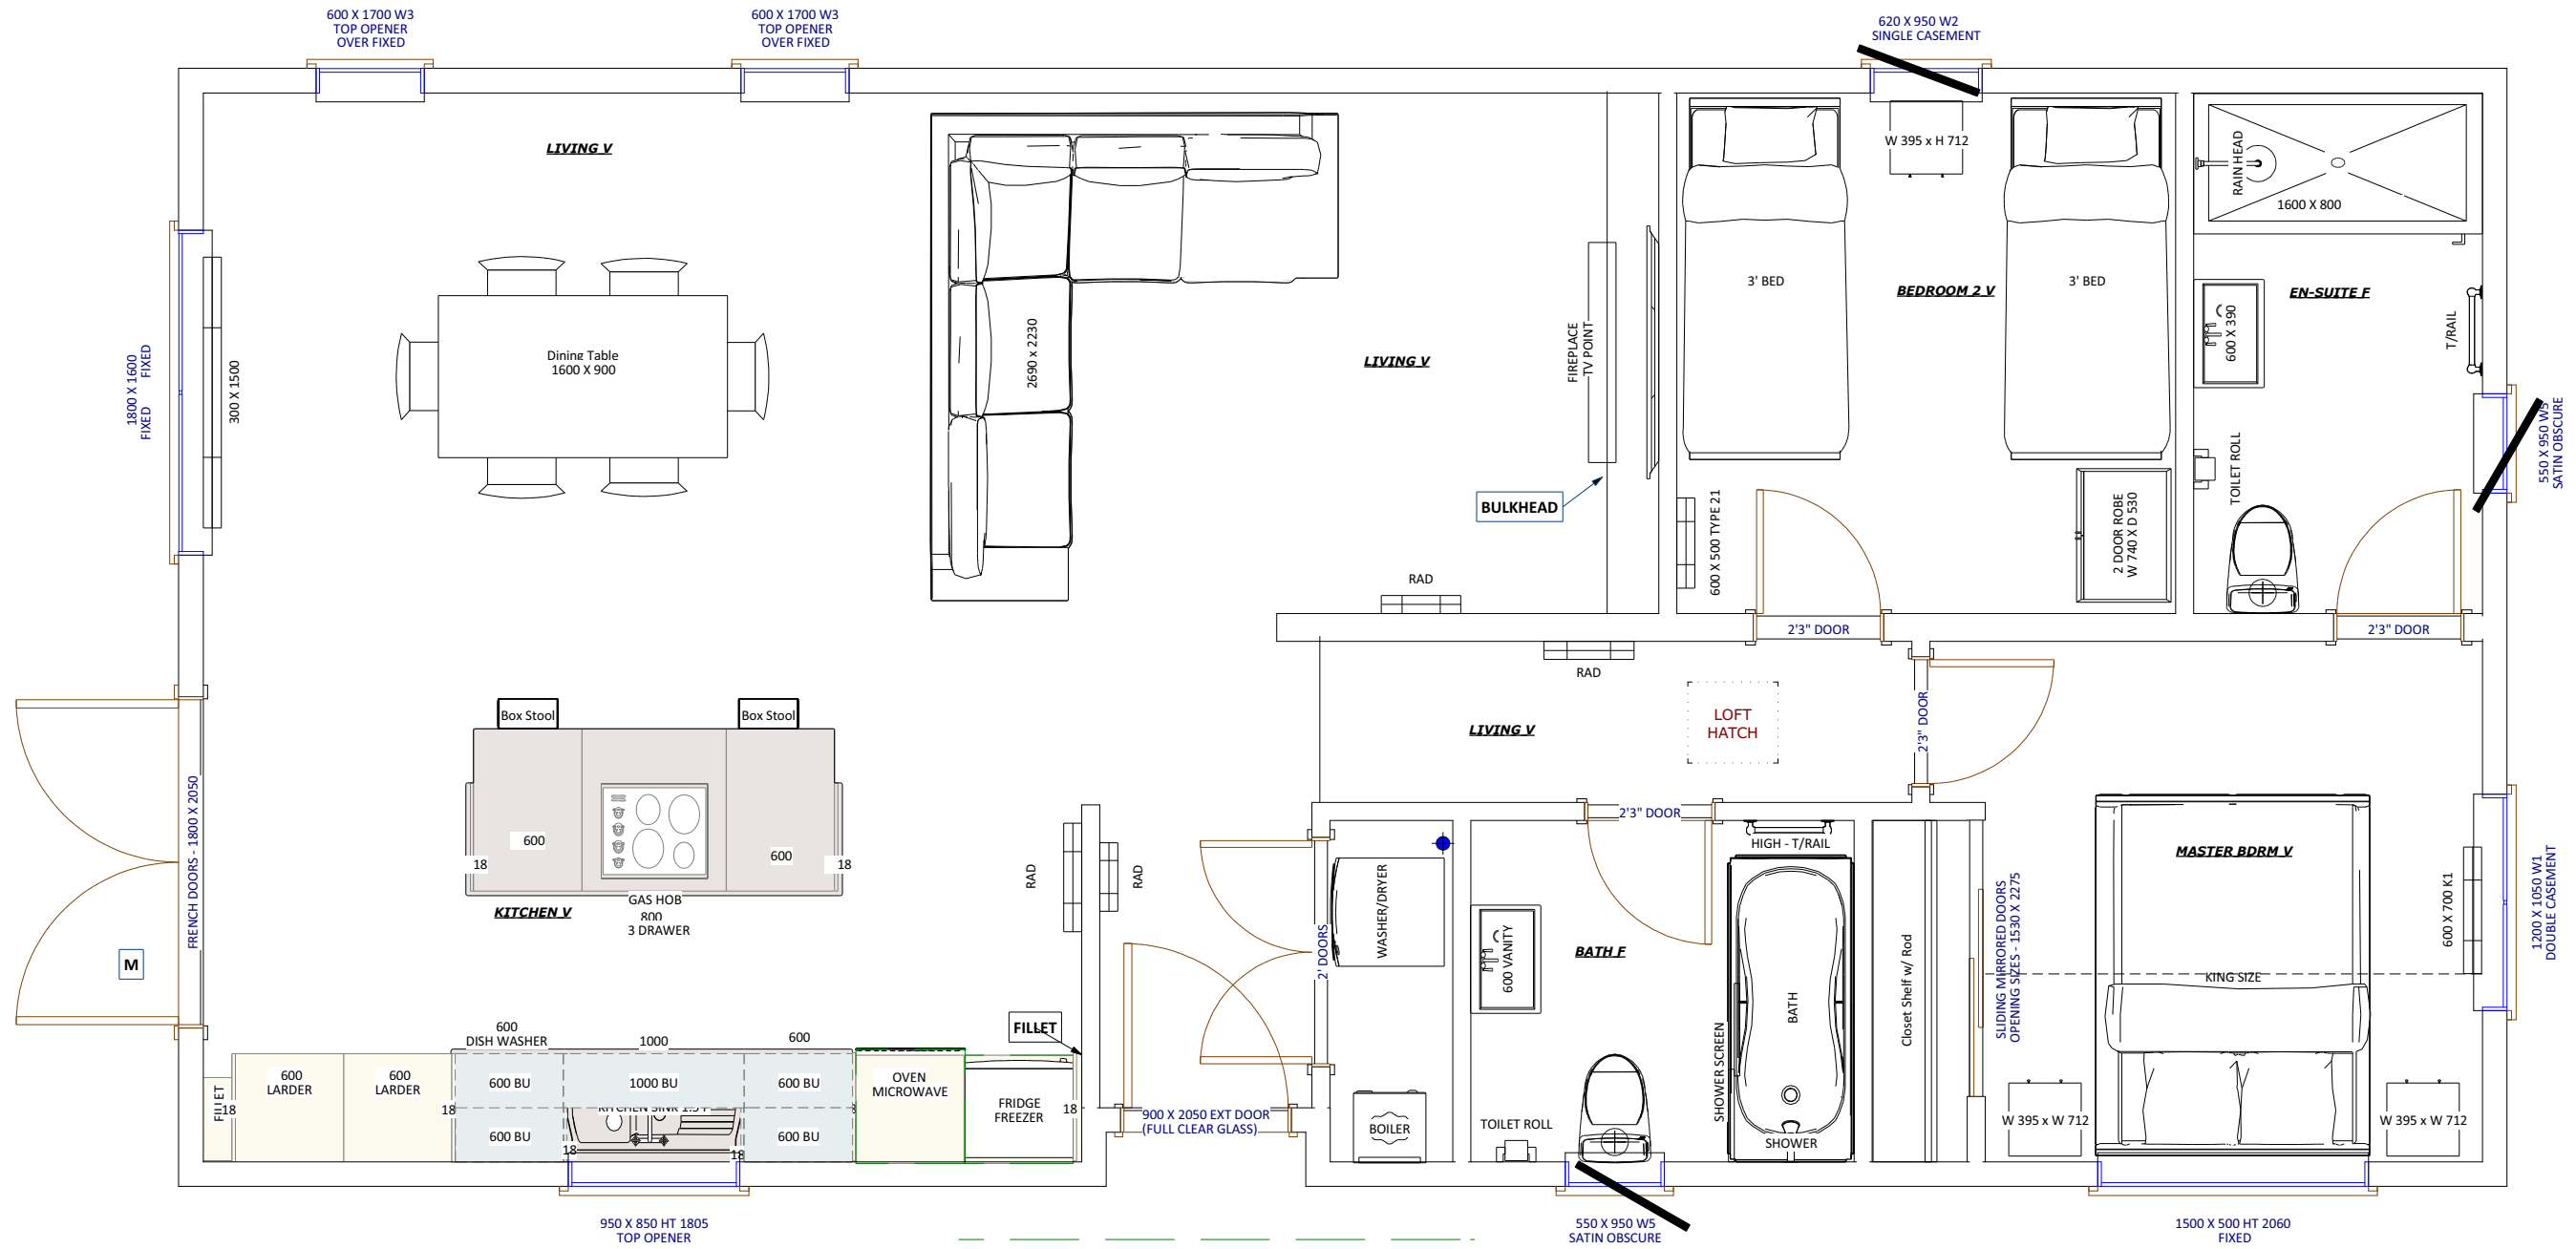 600 X 1700 W3
TOP OPENER
OVER FIXED
600 X 1700 W3
TOP OPENER
OVER FIXED
620 X 950 W2
SINGLE CASEMENT
LIVING V
W 395 x H 712
RAIN HEAD
1600 X 800
3' BED
BEDROOM 2 V
3' BED
EN-SUITE F
1800 X 1600
FIXED FIXED
300 X 1500
Dining Table
1600 X 900
2690 x 2230
LIVING V
FIREPLACE
TV POINT
600 X 390
T/RAIL
550 X 950 W5
SATIN OBSCURE
TOILET ROLL
BULKHEAD
600 X 500 TYPE 21
2 DOOR ROBE
W 740 X D 530
RAD
2'3" DOOR
2'3" DOOR
RAD
Box Stool
Box Stool
LIVING V
LOFT
HATCH
2'3" DOOR
FRENCH DOORS - 1800 X 2050
600
600
18
18
GAS HOB
800
3 DRAWER
KITCHEN V
M
RAD
RAD
2'3" DOOR
HIGH - T/RAIL
WASHER/DRYER
2' DOORS
600 VANITY
BATH F
BATH
SHOWER SCREEN
Closet Shelf w/ Rod
SLIDING MIRRORED DOORS
OPENING SIZES - 1530 X 2275
MASTER BDRM V
600 X 700 K1
1200 X 1050 W1
DOUBLE CASEMENT
KING SIZE
FILLET
600
DISH WASHER
1000
600
600
LARDER
600
LARDER
600 BU
1000 BU
600 BU
OVEN
MICROWAVE
FRIDGE
FREEZER
FILLET
18
18
18
KITCHEN SINK 1.5
600 BU
600 BU
18
18
900 X 2050 EXT DOOR
(FULL CLEAR GLASS)
BOILER
TOILET ROLL
SHOWER
W 395 x W 712
W 395 x W 712
950 X 850 HT 1805
TOP OPENER
550 X 950 W5
SATIN OBSCURE
1500 X 500 HT 2060
FIXED